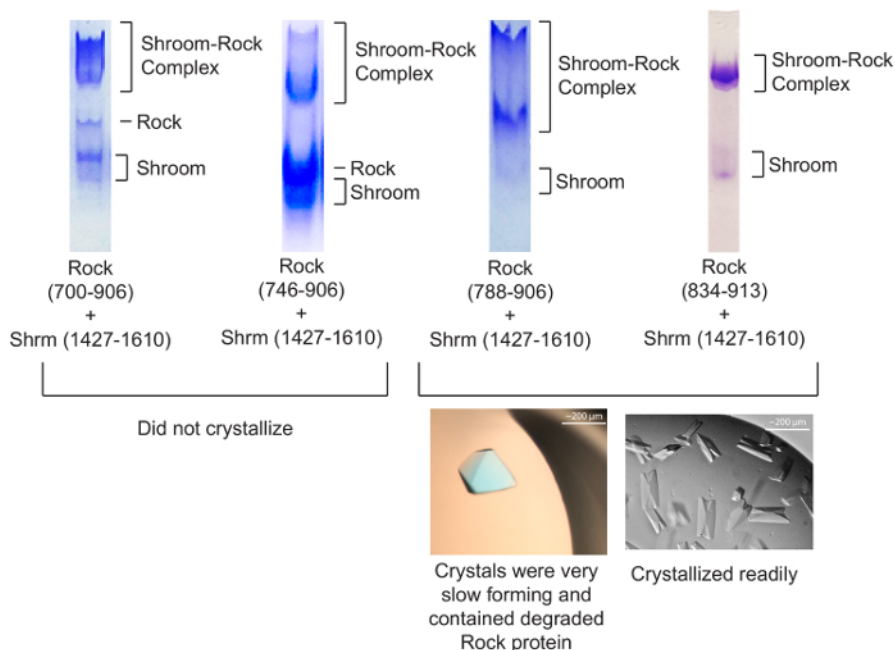 Shroom-Rock
Complex
Rock
Shroom
Rock
(700-906)
+
Shrm (1427-1610)
Shroom-Rock
Complex
Rock
Shroom
Rock
(746-906)
+
Shrm (1427-1610)
Shroom-Rock
Complex
Shroom
Rock
(788-906)
+
Shrm (1427-1610)
Shroom-Rock
Complex
Shroom
Rock
(834-913)
+
Shrm (1427-1610)
Did not crystallize
~200 µm
Crystals were very
slow forming and
contained degraded
Rock protein
~200 µm
Crystallized readily